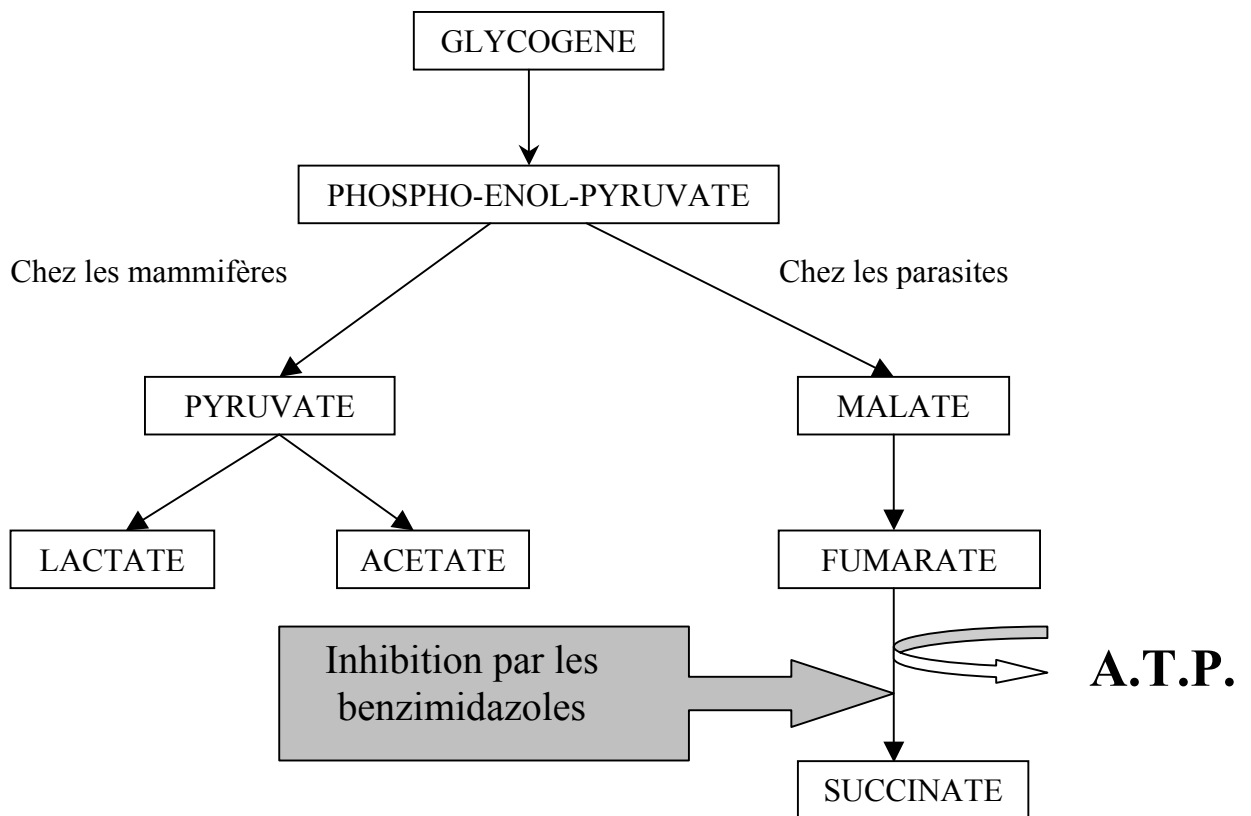 GLYCOGENE
PHOSPHO-ENOL-PYRUVATE
Chez les mammifères
Chez les parasites
PYRUVATE
MALATE
LACTATE
ACETATE
FUMARATE
Inhibition par les
benzimidazoles
A.T.P.
SUCCINATE